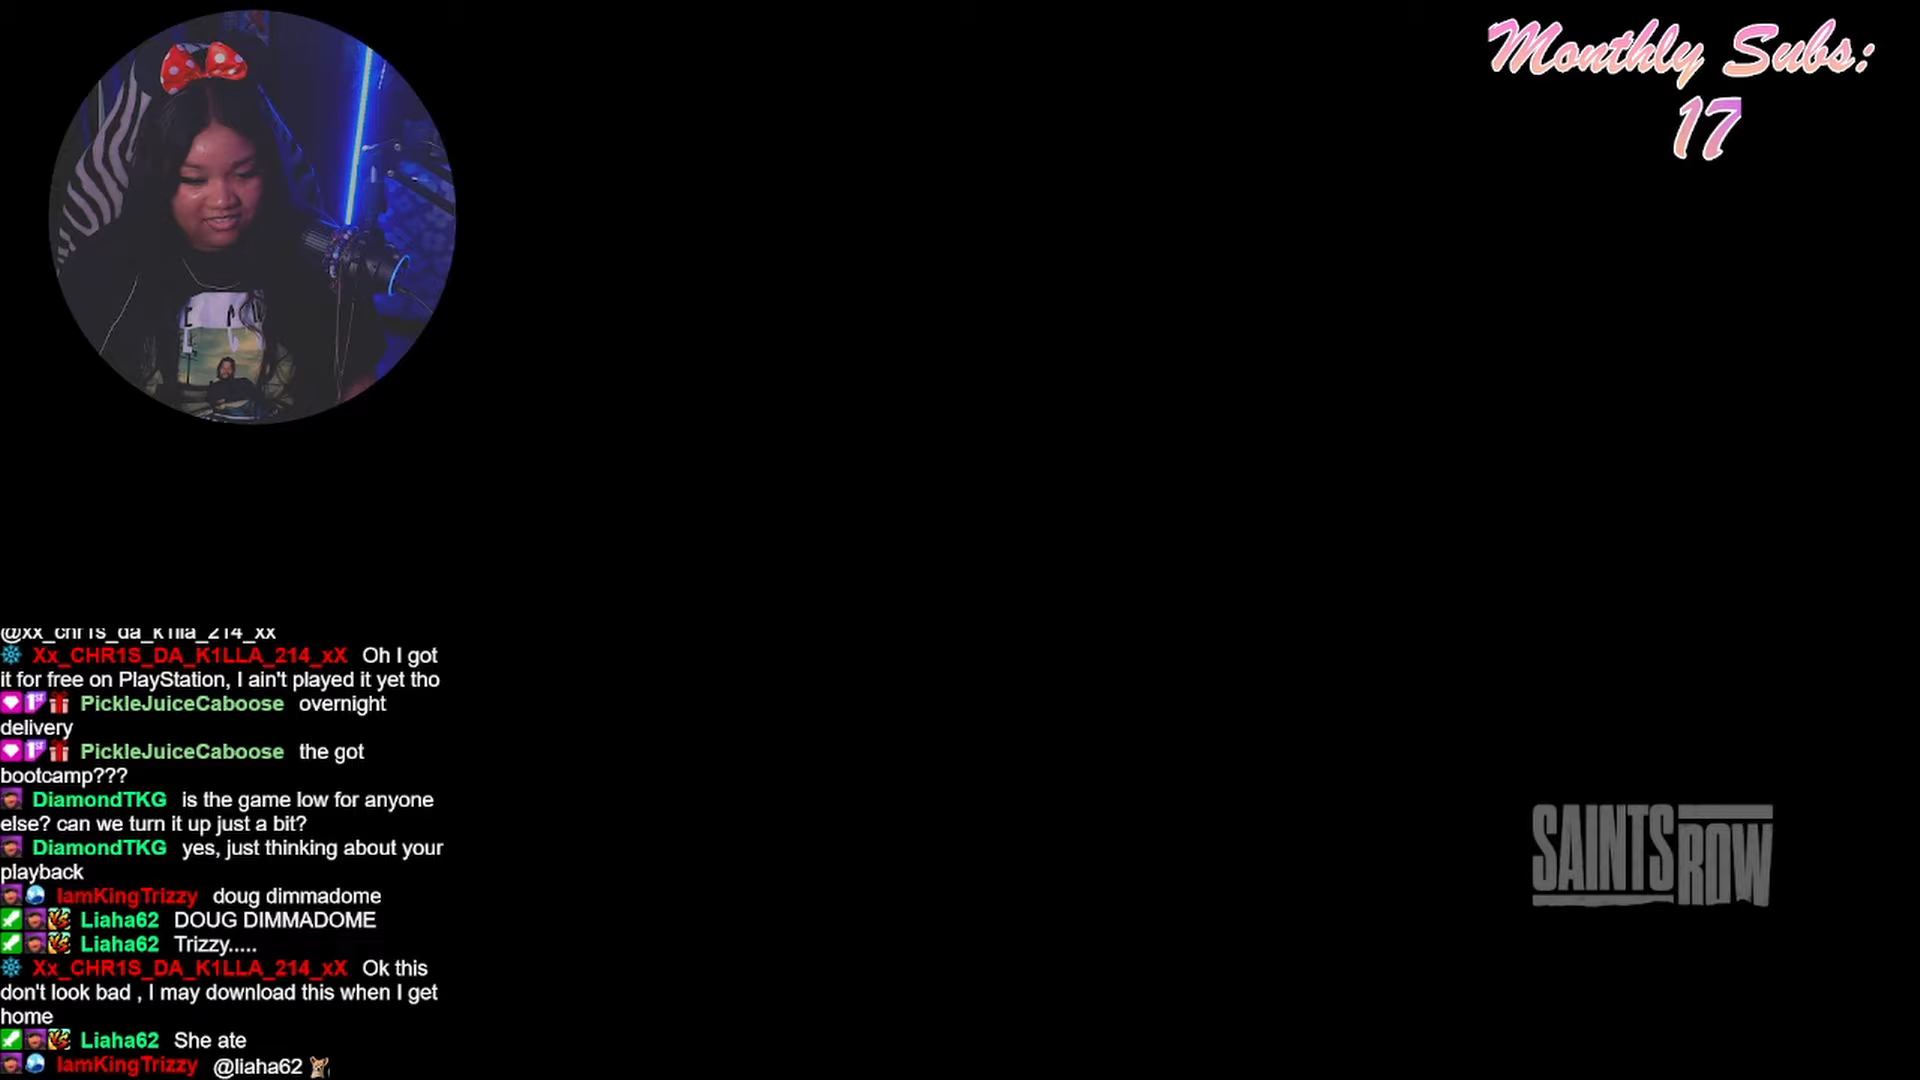 Monthly Subs:
17
@xx_chr1s_da_k1lla_214_xx
Xx_CHR1S_DA_K1LLA_214_xX Oh I got
it for free on PlayStation, I ain't played it yet tho
PickleJuiceCaboose overnight
delivery
PickleJuiceCaboose the got
bootcamp???
DiamondTKG is the game low for anyone
else? can we turn it up just a bit?
DiamondTKG yes, just thinking about your
playback
IamKingTrizzy doug dimmadome
Liaha62 DOUG DIMMADOME
Liaha62 Trizzy.....
Xx_CHR1S_DA_K1LLA_214_xX Ok this
don't look bad , I may download this when I get
home
Liaha62 She ate
IamKingTrizzy @liaha62
SAINTS ROW